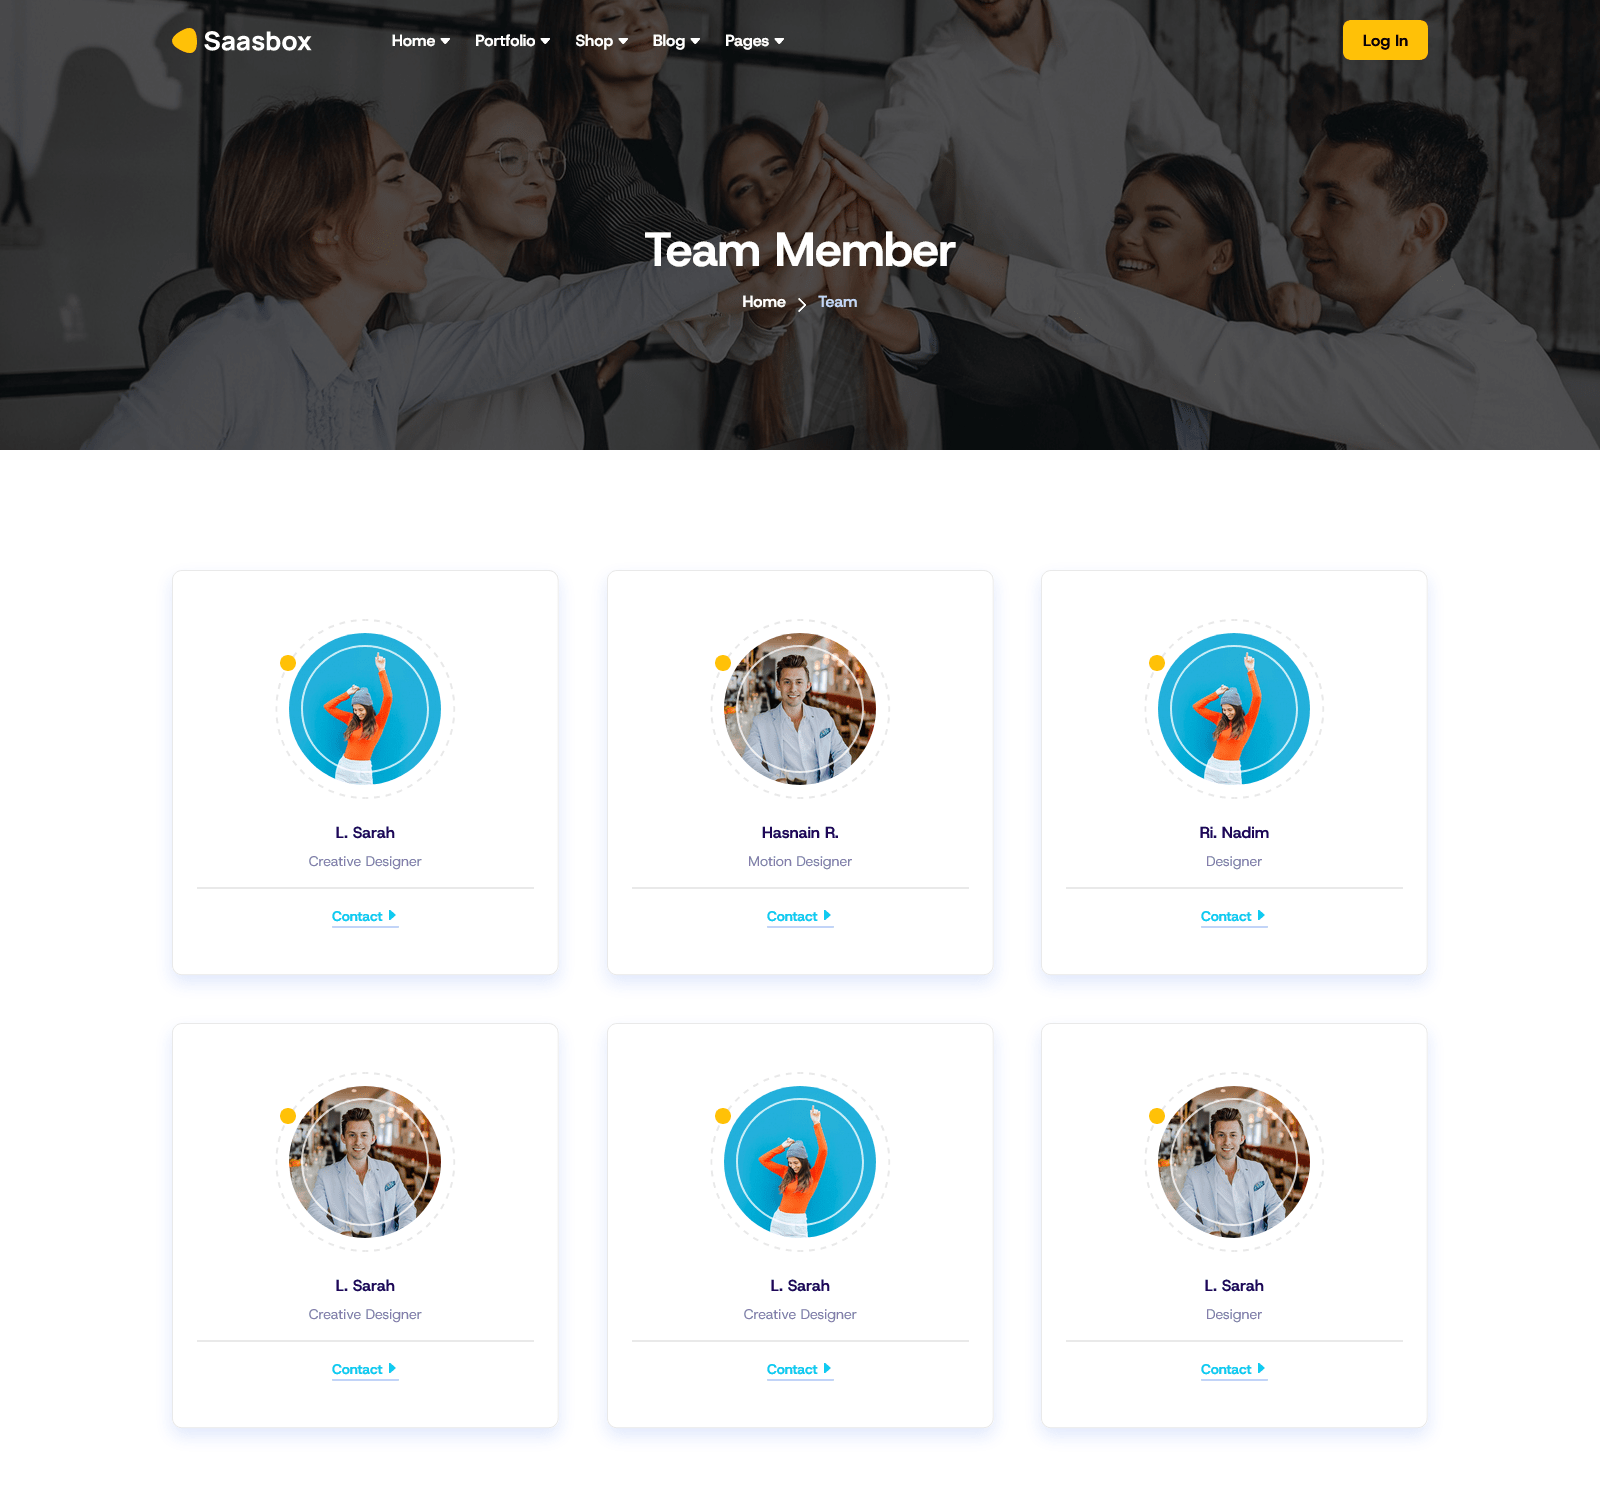 Saasbox Home Portfolio Shop Blog Pages Log In
Team Member
Home Team
L. Sarah
Creative Designer
Contact
Hasnain R.
Motion Designer
Contact
Ri. Nadim
Designer
Contact
L. Sarah
Creative Designer
Contact
L. Sarah
Creative Designer
Contact
L. Sarah
Designer
Contact